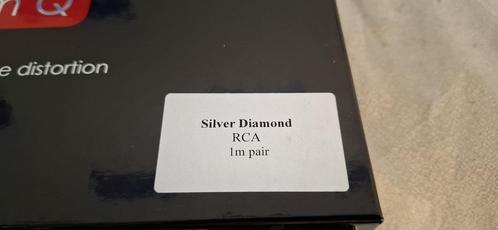 n Q
e distortion
Silver Diamond
RCA
1m pair